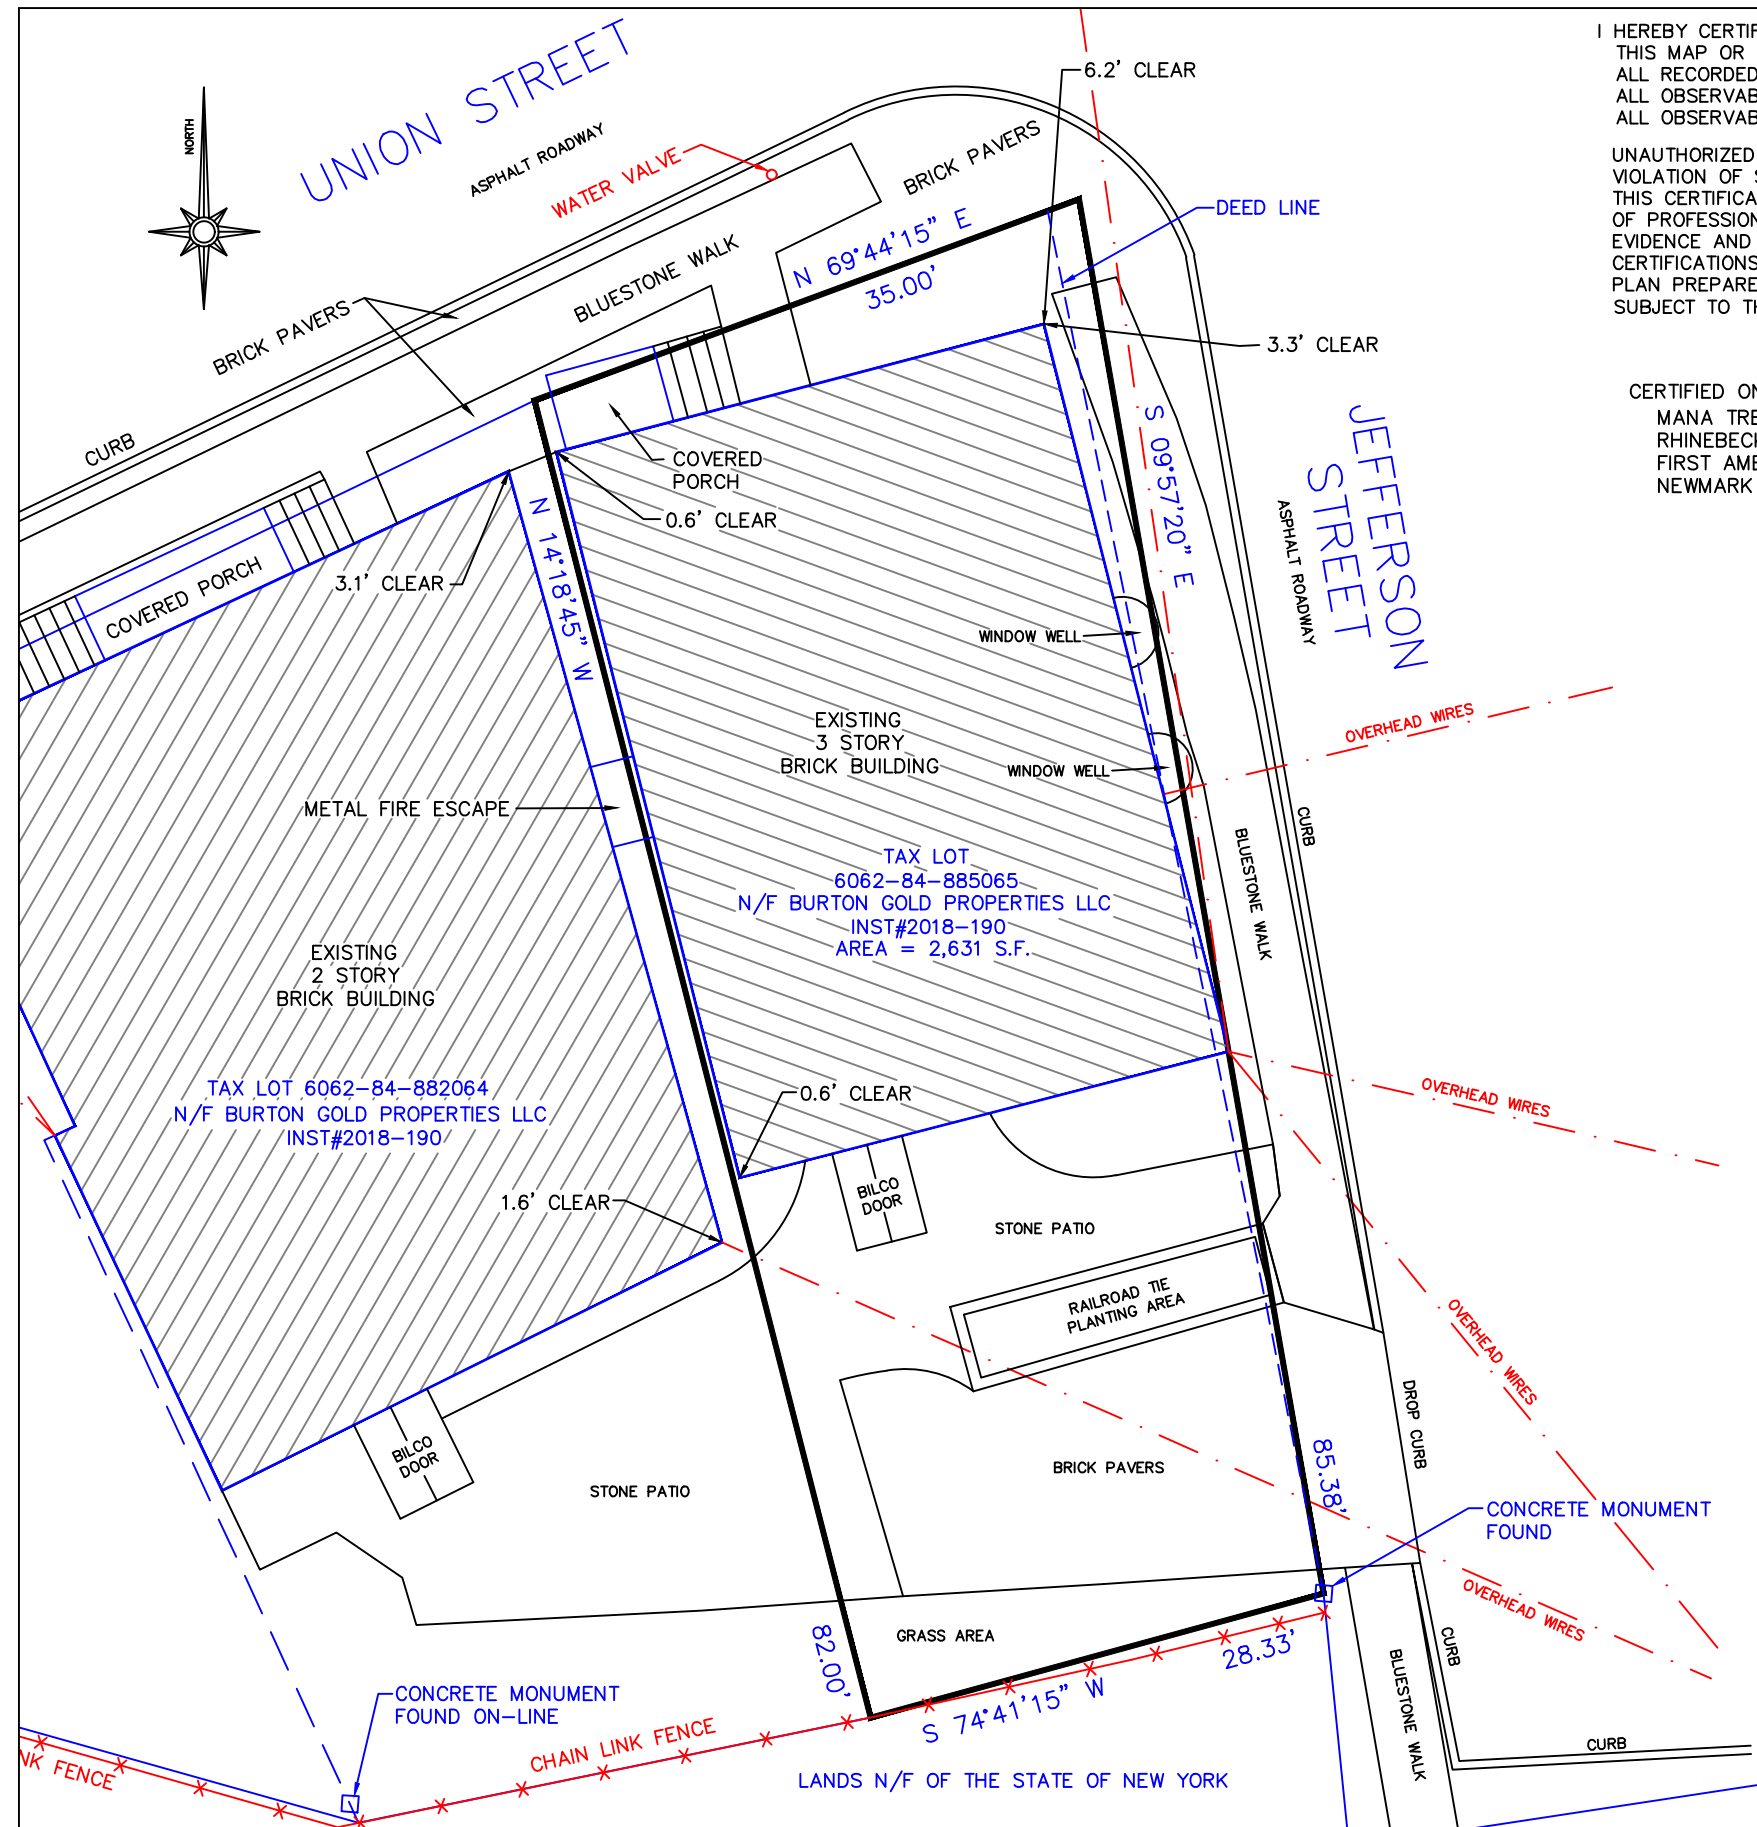 I HEREBY CERTIF
THIS MAP OR
ALL RECORDED
ALL OBSERVAB
ALL OBSERVAB
UNAUTHORIZED
VIOLATION OF
THIS CERTIFICA
OF PROFESSION
EVIDENCE AND
CERTIFICATIONS
PLAN PREPARE
SUBJECT TO TH
CERTIFIED ON
MANA TRE
RHINEBECK
FIRST AME
NEWMARK
NORTH
UNION STREET
ASPHALT ROADWAY
WATER VALVE
6.2' CLEAR
BRICK PAVERS
DEED LINE
N 69°44'15" E
35.00'
BLUESTONE WALK
BRICK PAVERS
3.3' CLEAR
CURB
COVERED
PORCH
0.6' CLEAR
3.1' CLEAR
COVERED PORCH
N 14°18'45" W
S 09°57'20" E
JEFFERSON
STREET
ASPHALT ROADWAY
WINDOW WELL
EXISTING
3 STORY
BRICK BUILDING
WINDOW WELL
OVERHEAD WIRES
METAL FIRE ESCAPE
CURB
BLUESTONE WALK
TAX LOT
6062-84-885065
N/F BURTON GOLD PROPERTIES LLC
INST#2018-190
AREA = 2,631 S.F.
EXISTING
2 STORY
BRICK BUILDING
TAX LOT 6062-84-882064
N/F BURTON GOLD PROPERTIES LLC
INST#2018-190
0.6' CLEAR
OVERHEAD WIRES
1.6' CLEAR
BILCO
DOOR
STONE PATIO
RAILROAD TIE
PLANTING AREA
OVERHEAD WIRES
DROP CURB
BILCO
DOOR
STONE PATIO
BRICK PAVERS
85.38'
CONCRETE MONUMENT
FOUND
OVERHEAD WIRES
GRASS AREA
82.00'
28.33'
S 74°41'15" W
CURB
BLUESTONE WALK
CURB
CONCRETE MONUMENT
FOUND ON-LINE
CHAIN LINK FENCE
NK FENCE
LANDS N/F OF THE STATE OF NEW YORK